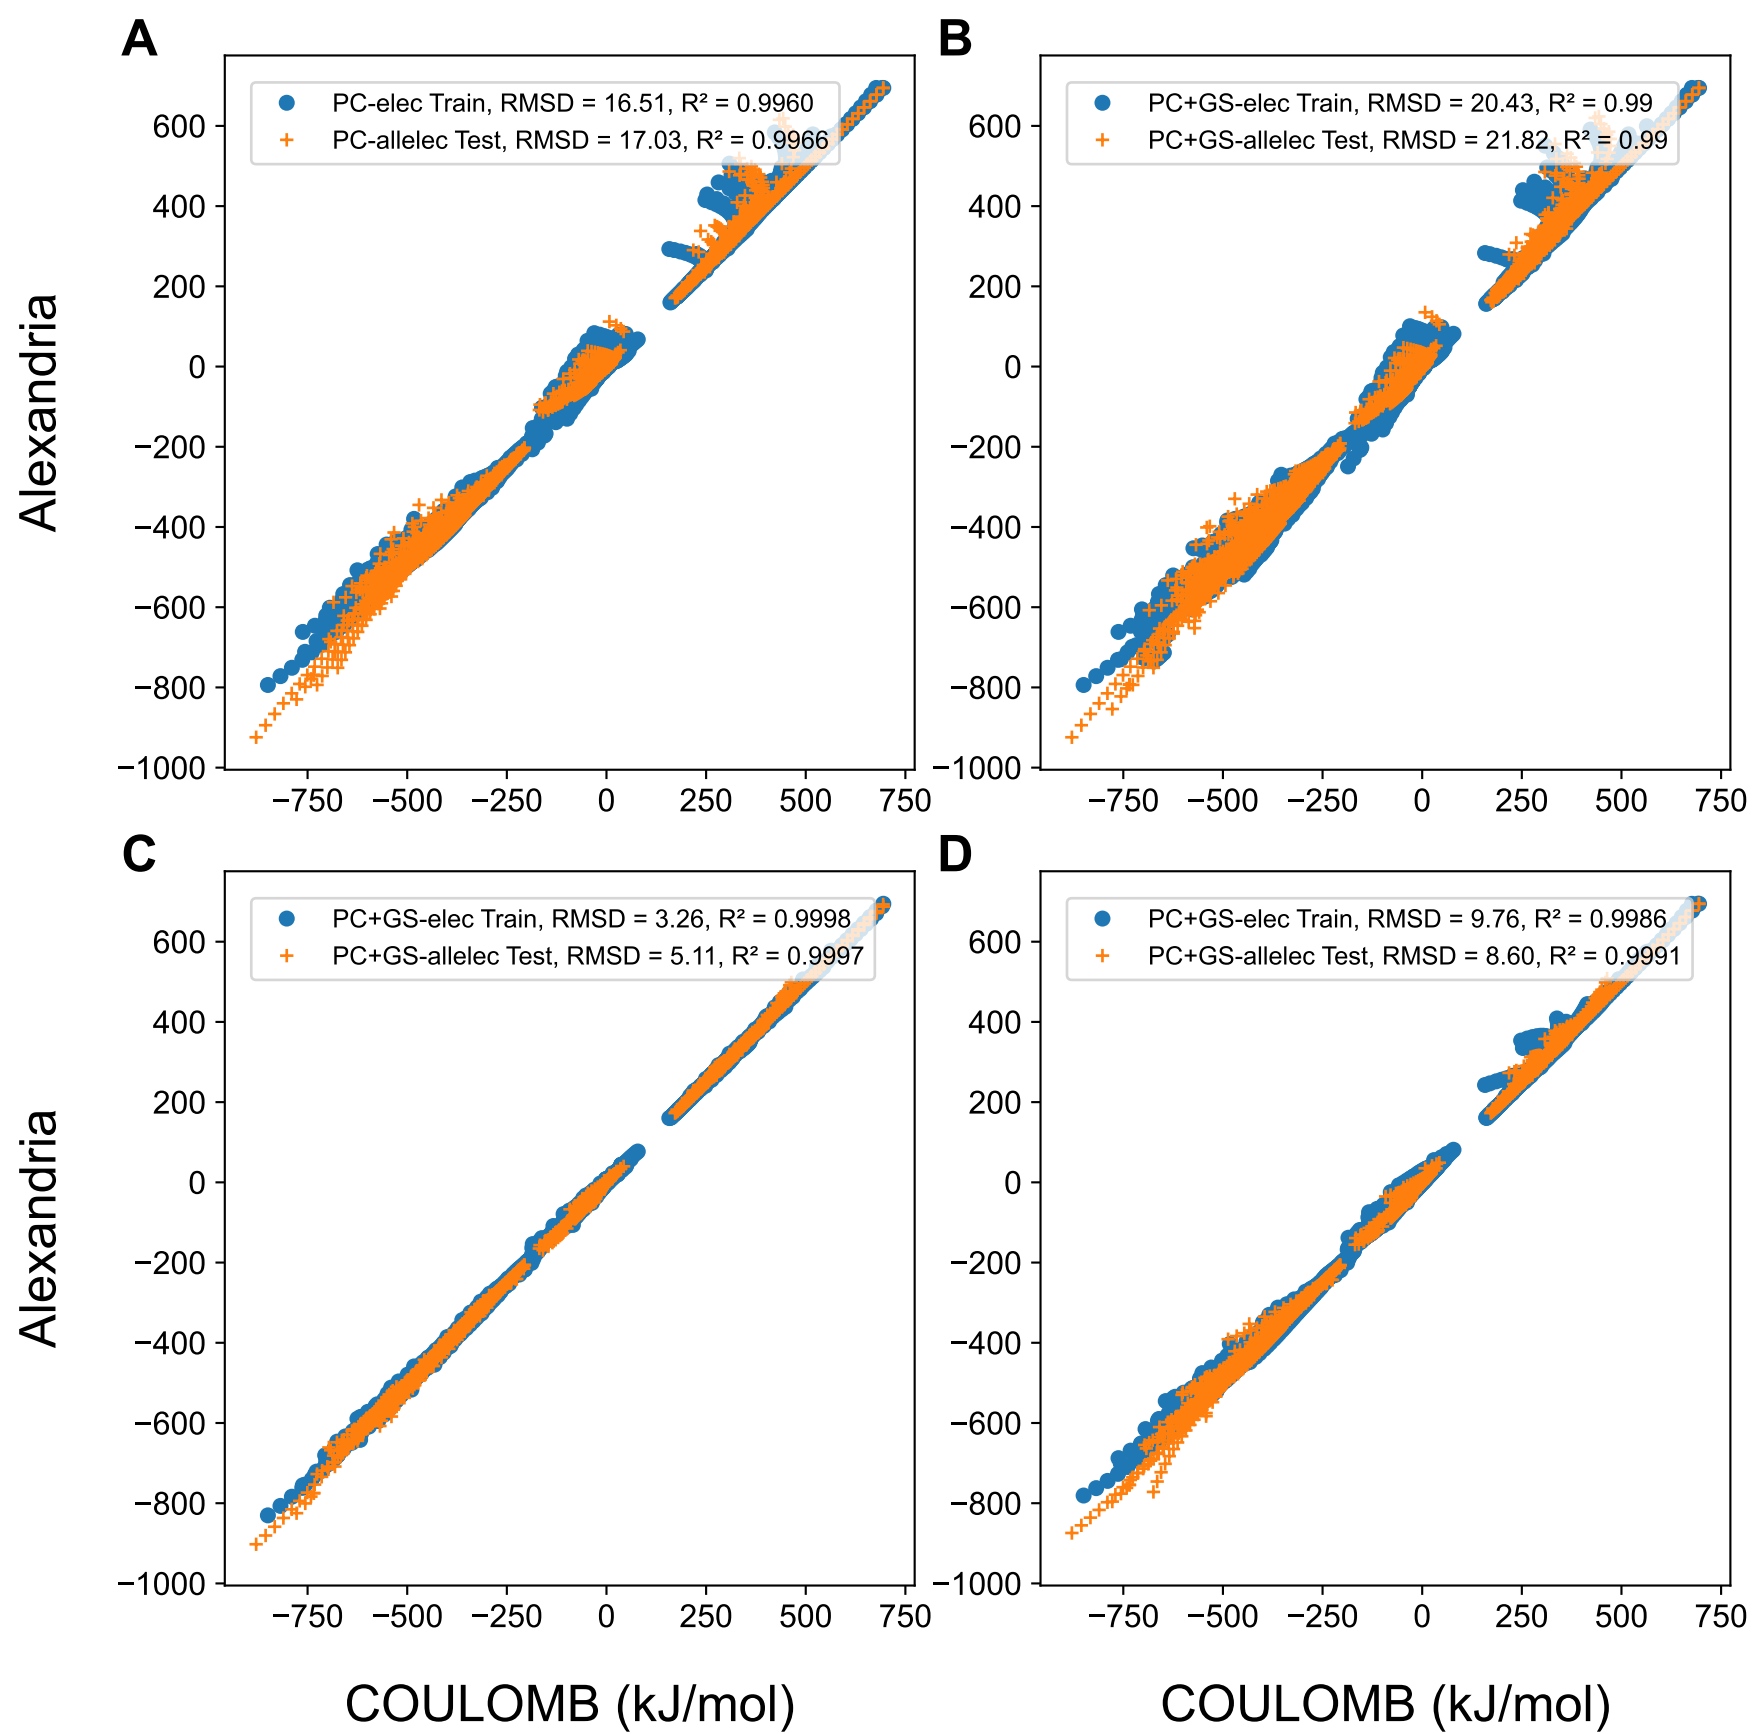 A
PC-elec Train, RMSD = 16.51, R² = 0.9960
PC-allelec Test, RMSD = 17.03, R² = 0.9966
600
400
200
0
−200
−400
−600
−800
−1000
−750 −500 −250 0 250 500 750
Alexandria
B
PC+GS-elec Train, RMSD = 20.43, R² = 0.99
PC+GS-allelec Test, RMSD = 21.82, R² = 0.99
600
400
200
0
−200
−400
−600
−800
−1000
−750 −500 −250 0 250 500 750
C
PC+GS-elec Train, RMSD = 3.26, R² = 0.9998
PC+GS-allelec Test, RMSD = 5.11, R² = 0.9997
600
400
200
0
−200
−400
−600
−800
−1000
−750 −500 −250 0 250 500 750
Alexandria
COULOMB (kJ/mol)
D
PC+GS-elec Train, RMSD = 9.76, R² = 0.9986
PC+GS-allelec Test, RMSD = 8.60, R² = 0.9991
600
400
200
0
−200
−400
−600
−800
−1000
−750 −500 −250 0 250 500 750
COULOMB (kJ/mol)